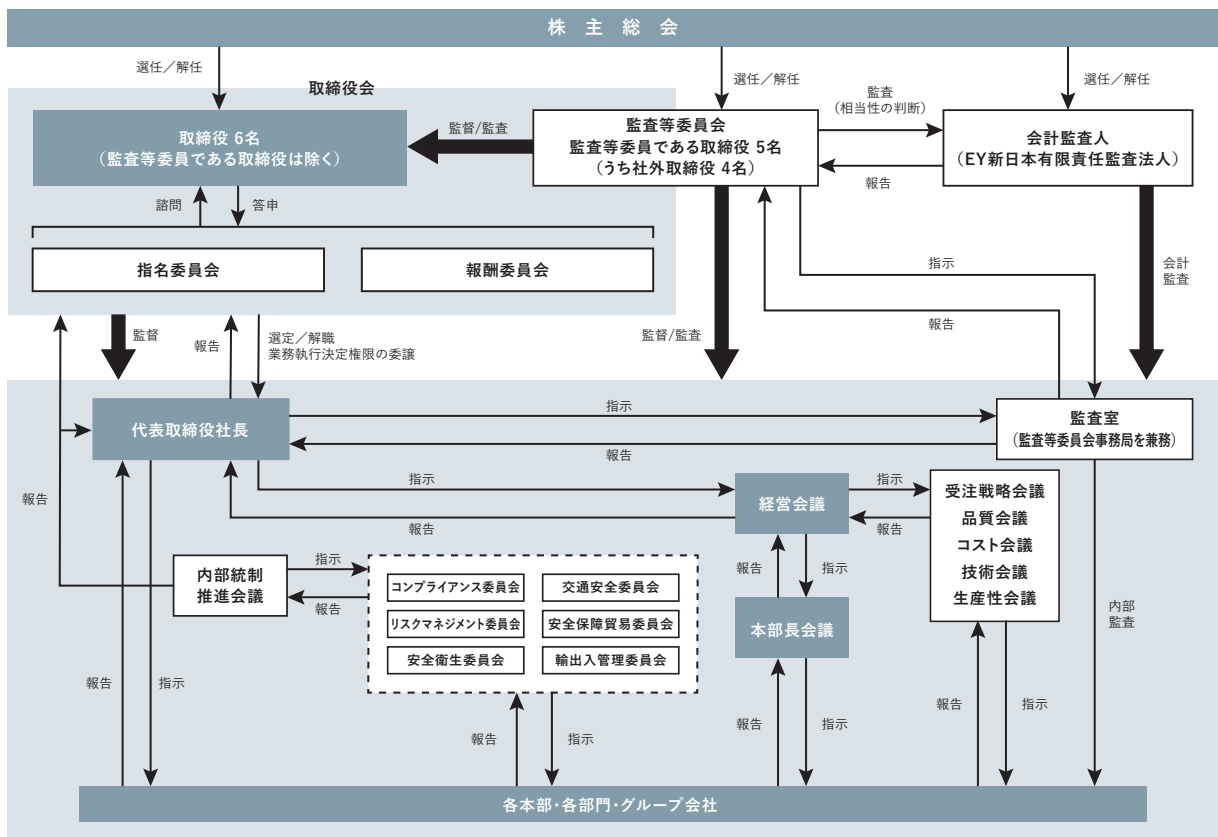 株主総会
選任／解任
選任／解任
選任／解任
取締役会
取締役 6名
（監査等委員である取締役は除く）
監督/監査
監査等委員会
監査等委員である取締役 5名
（うち社外取締役 4名）
監査
（相当性の判断）
報告
会計監査人
（EY新日本有限責任監査法人）
諮問
答申
指名委員会
報酬委員会
指示
会計
監査
監督
報告
選定／解職
業務執行決定権限の委譲
監督/監査
報告
代表取締役社長
指示
報告
監査室
（監査等委員会事務局を兼務）
指示
報告
経営会議
指示
報告
受注戦略会議
品質会議
コスト会議
技術会議
生産性会議
報告
内部統制
推進会議
指示
報告
コンプライアンス委員会
交通安全委員会
リスクマネジメント委員会
安全保障貿易委員会
安全衛生委員会
輸出入管理委員会
報告
指示
本部長会議
内部
監査
報告
指示
報告
指示
報告
指示
報告
指示
各本部・各部門・グループ会社